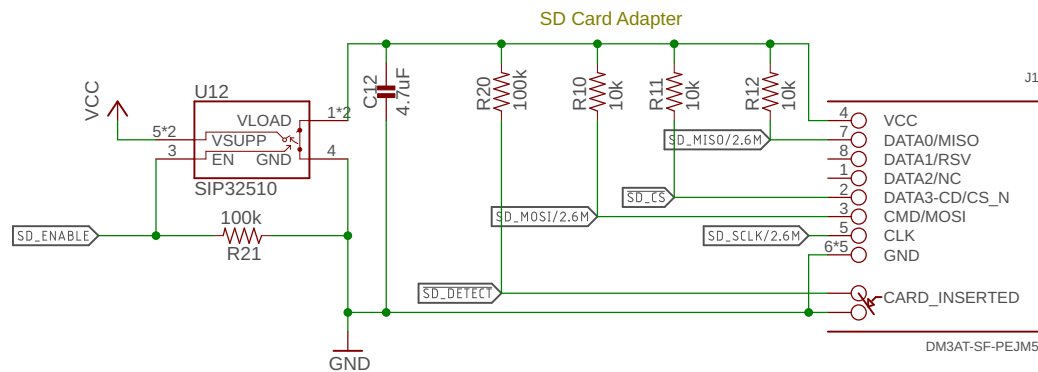 SD Card Adapter
U12
VCC
VLOAD
1*2
5*2
VSUPP
3
EN
GND
4
SIP32510
C12
4.7uF
R20
100k
R10
10k
R11
10k
R12
10k
J1
4
VCC
SD_MISO/2.6M
7
DATA0/MISO
8
DATA1/RSV
1
DATA2/NC
SD_CS
2
DATA3-CD/CS_N
SD_MOSI/2.6M
3
CMD/MOSI
SD_SCLK/2.6M
5
CLK
6*5
GND
100k
SD_ENABLE
R21
SD_DETECT
CARD_INSERTED
GND
DM3AT-SF-PEJM5